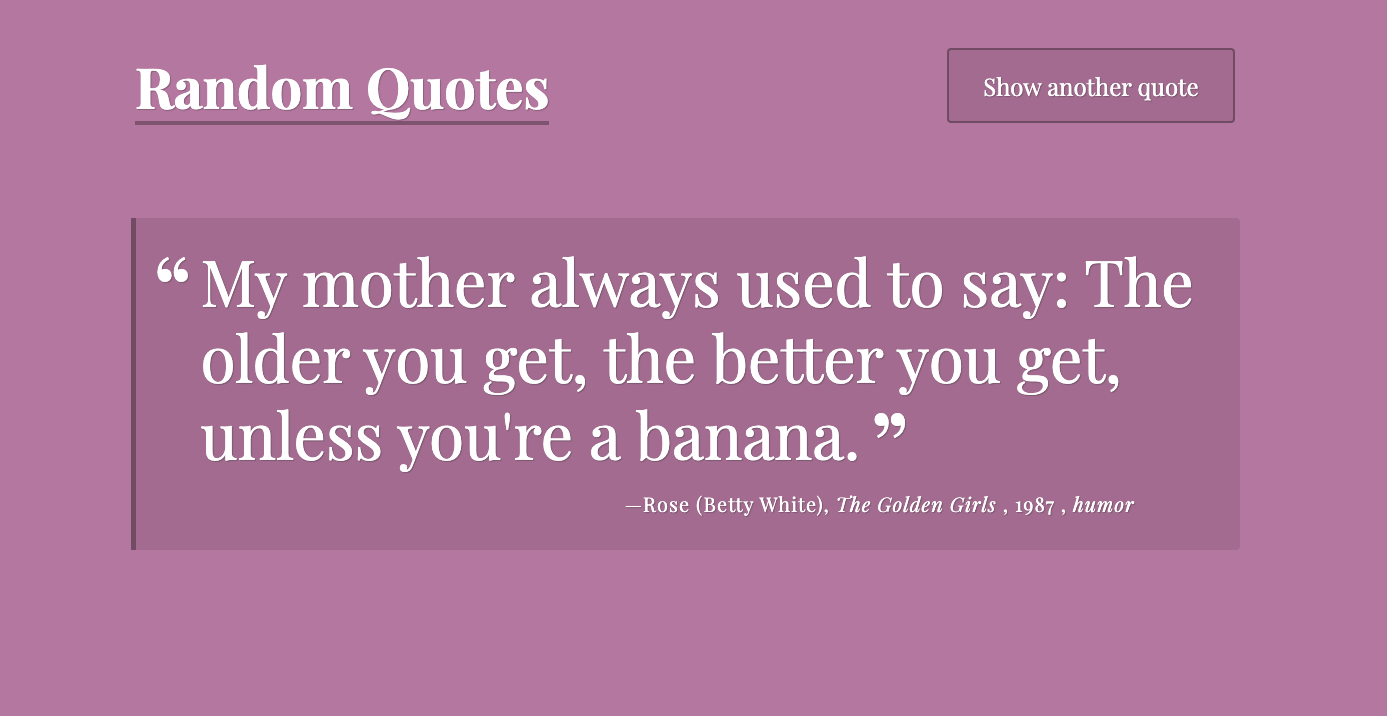 Random Quotes
Show another quote
“ My mother always used to say: The
older you get, the better you get,
unless you're a banana. ”
—Rose (Betty White), The Golden Girls , 1987 , humor